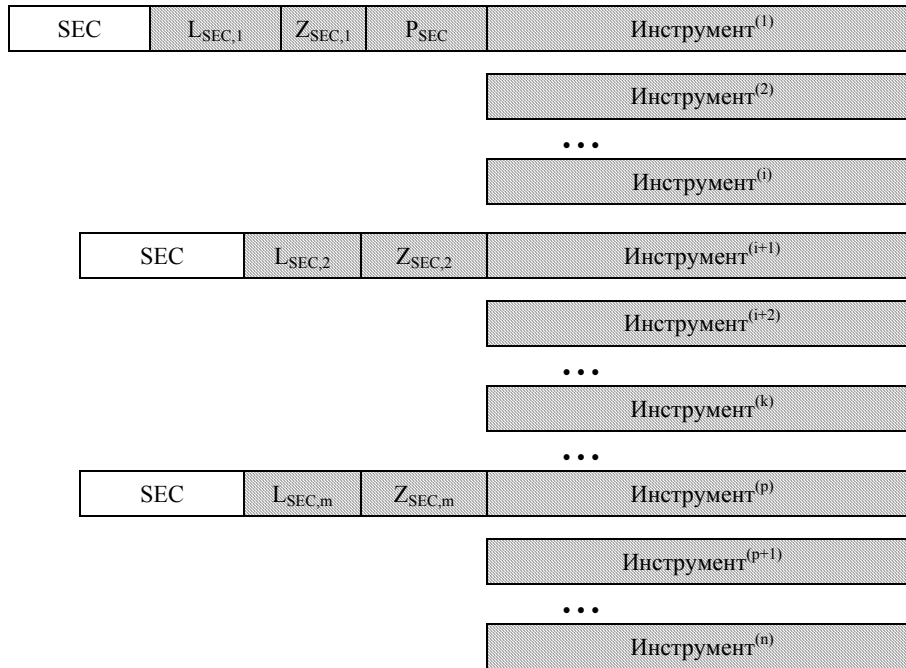 SEC L_SEC,1 Z_SEC,1 P_SEC Инструмент^(1)
Инструмент^(2)
...
Инструмент^(i)
SEC L_SEC,2 Z_SEC,2 Инструмент^(i+1)
Инструмент^(i+2)
...
Инструмент^(k)
...
SEC L_SEC,m Z_SEC,m Инструмент^(p)
Инструмент^(p+1)
...
Инструмент^(n)